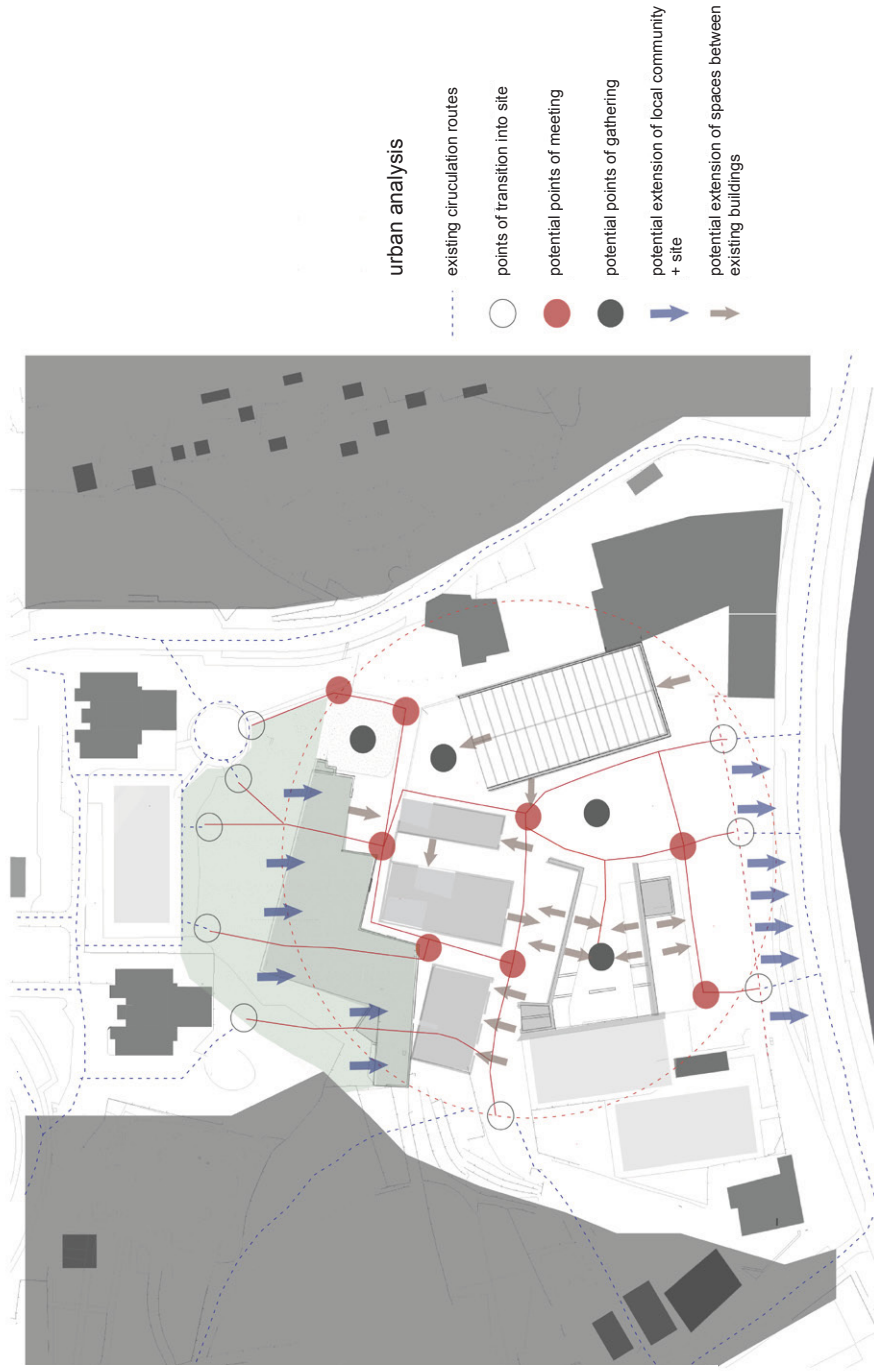 urban analysis
existing ciruculation routes
points of transition into site
potential points of meeting
potential points of gathering
potential extension of local community
+ site
potential extension of spaces between
existing buildings